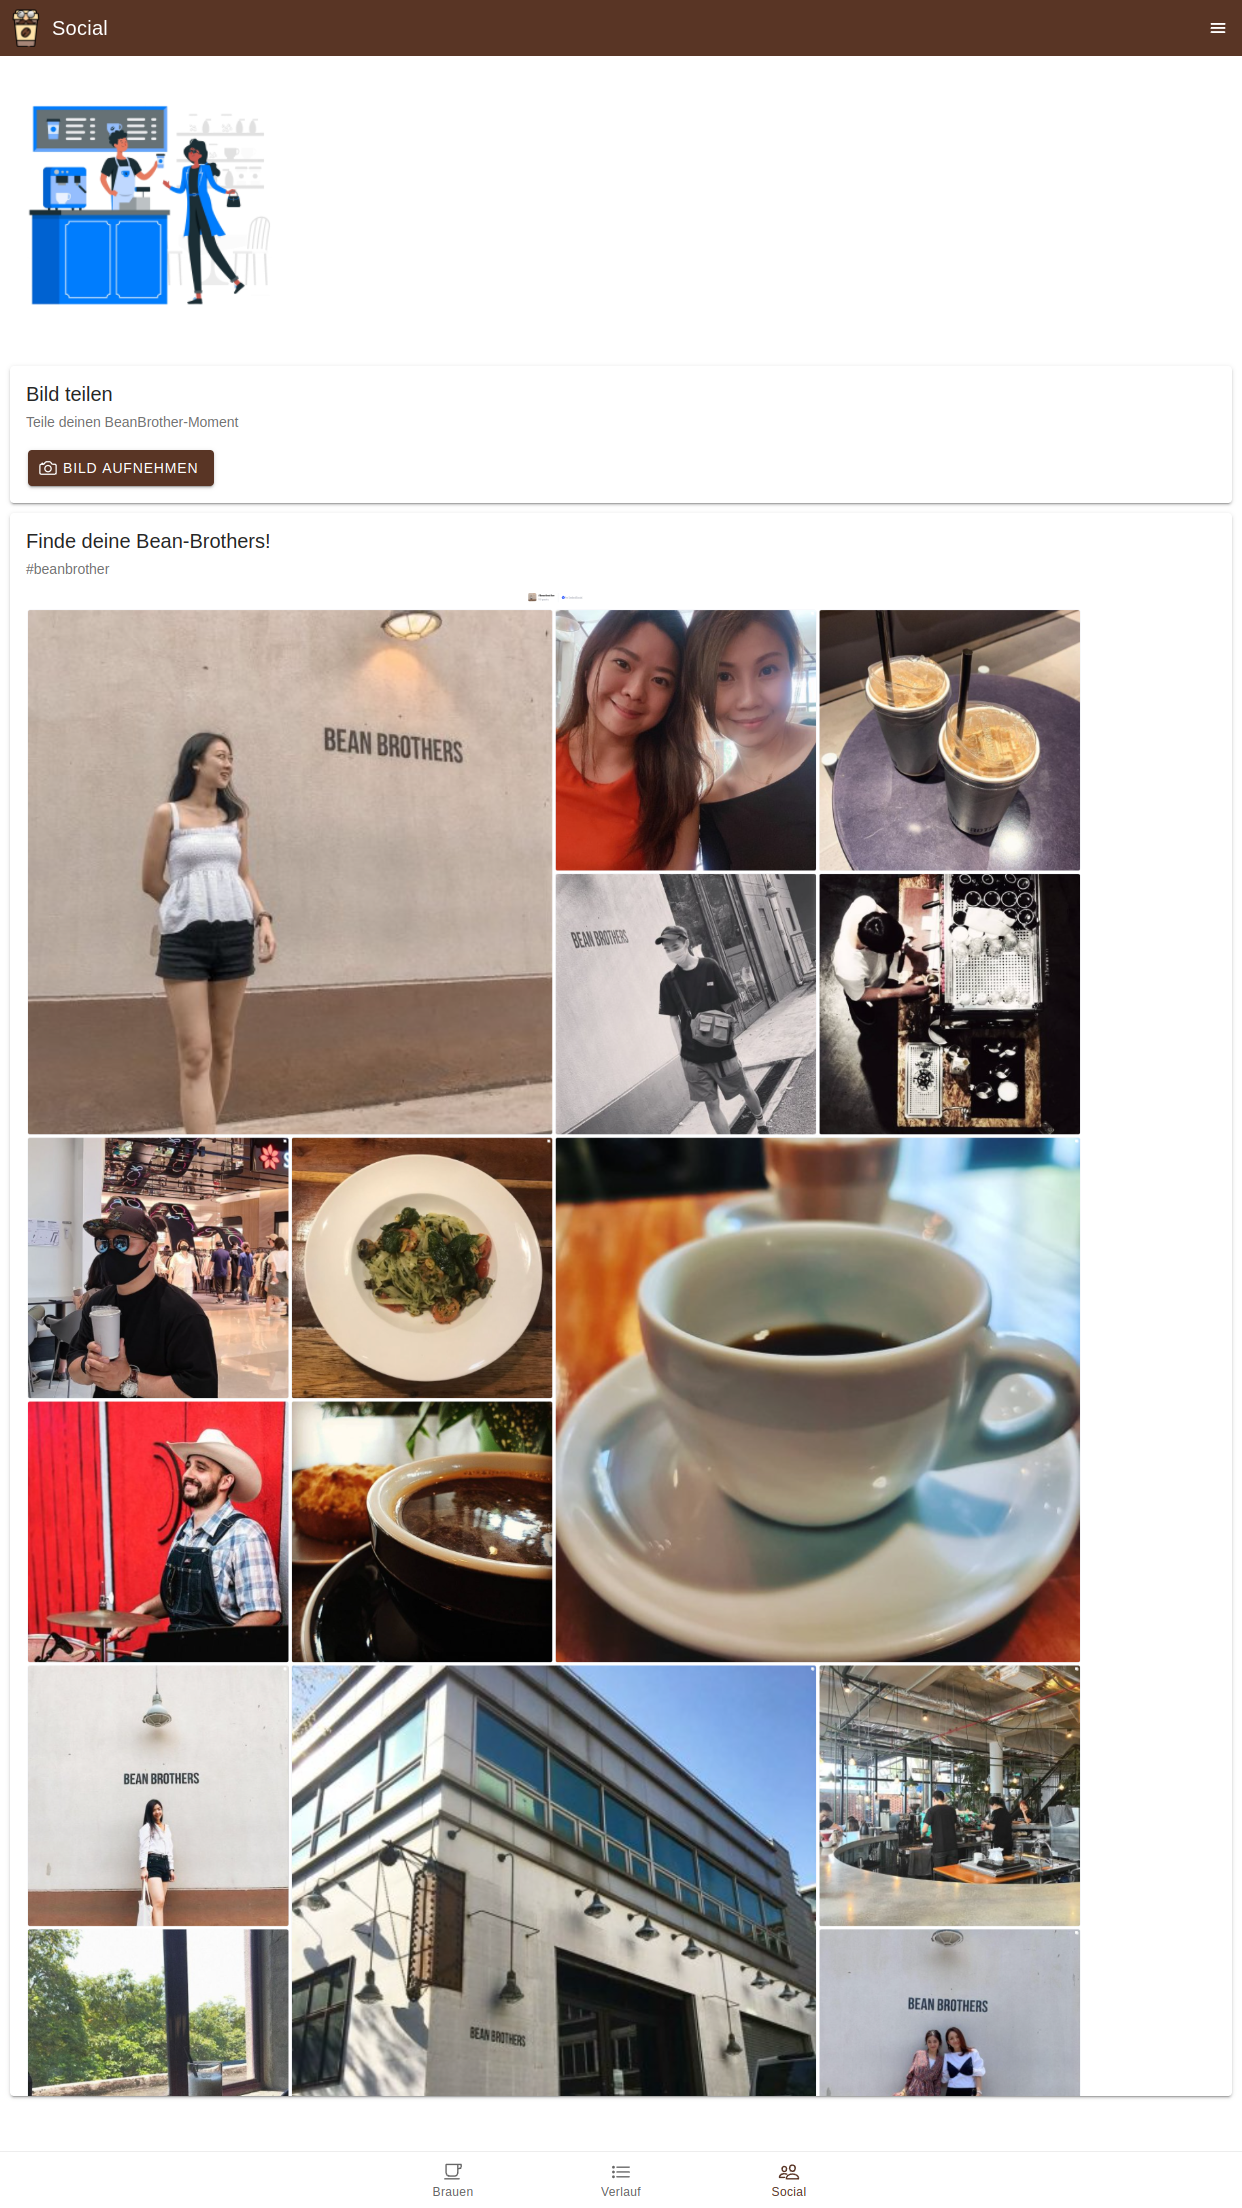 Social
Bild teilen
Teile deinen BeanBrother-Moment
BILD AUFNEHMEN
Finde deine Bean-Brothers!
#beanbrother
BEAN BROTHERS
BEAN BROTHERS
BEAN BROTHERS
BEAN BROTHERS
BEAN BROTHERS
Brauen
Verlauf
Social